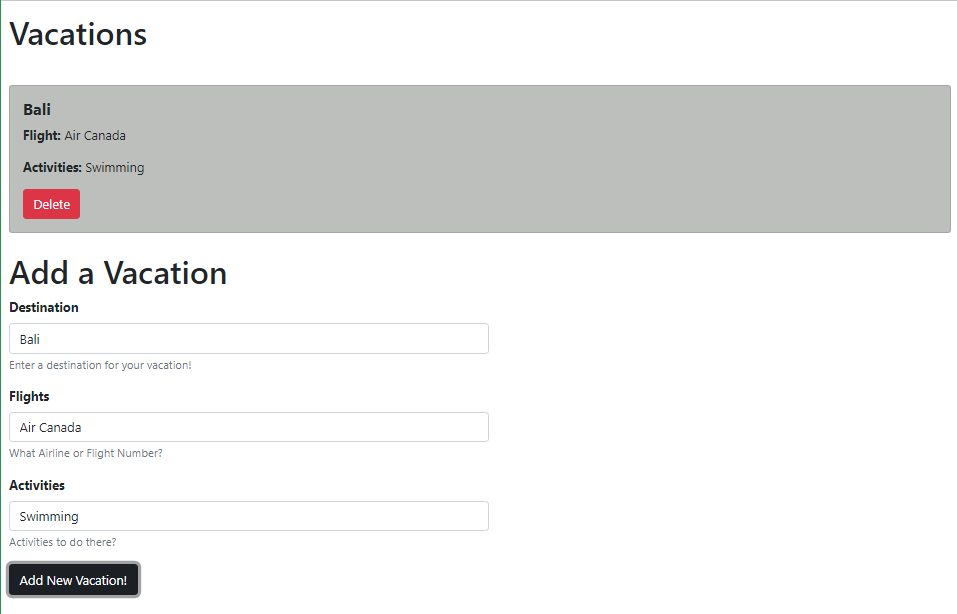 Vacations
Bali
Flight: Air Canada
Activities: Swimming
Delete
Add a Vacation
Destination
Bali
Enter a destination for your vacation!
Flights
Air Canada
What Airline or Flight Number?
Activities
Swimming
Activities to do there?
Add New Vacation!